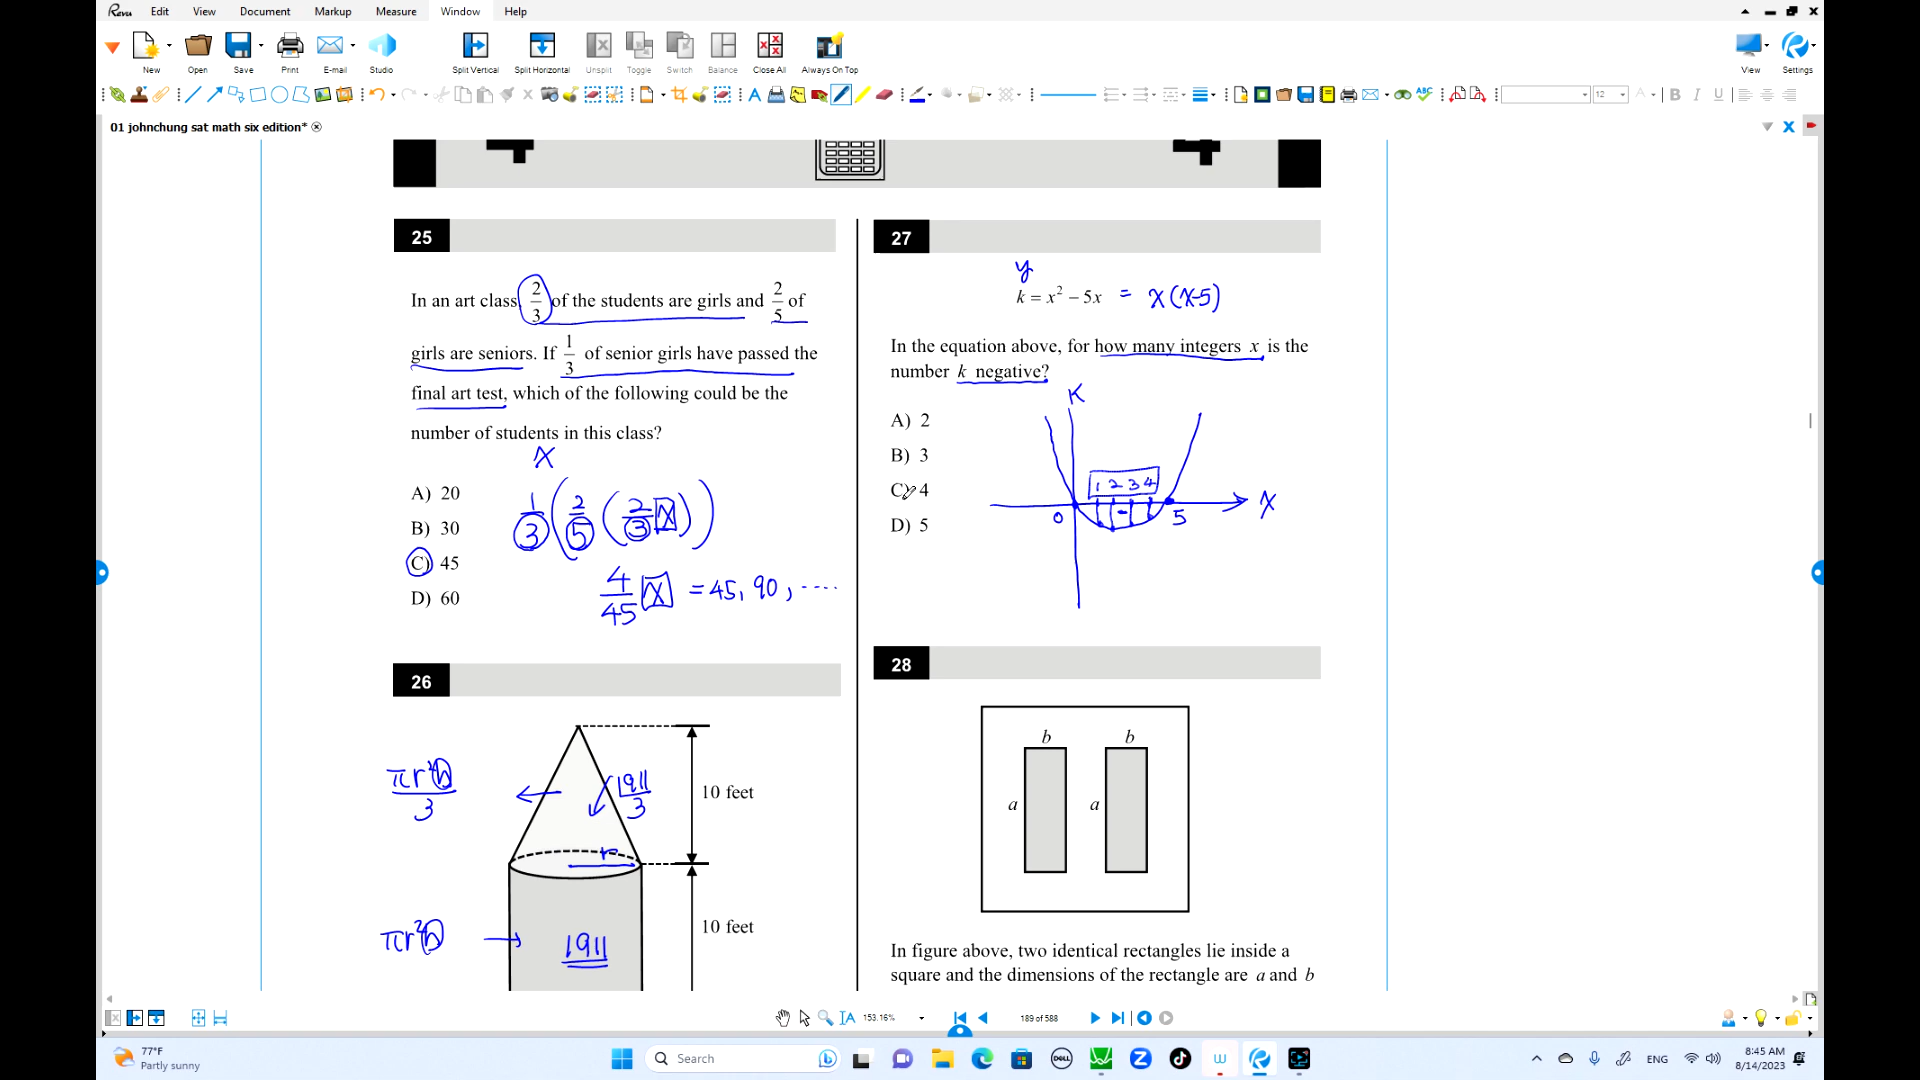 Revu Edit View Document Markup Measure Window Help
New Open Save Print E-mail Studio Split Vertical Split Horizontal Unsplit Toggle Switch Balance Close All Always On Top View Settings
12 B I U
01 johnchung sat math six edition*
4 4
25
In an art class, 2/3 of the students are girls and 2/5 of
girls are seniors. If 1/3 of senior girls have passed the
final art test, which of the following could be the
number of students in this class?
x
A) 20
B) 30
C) 45
D) 60
1/3 (2/5 (2/3 x))
4/45 x = 45, 90, ....
26
πr²h/3
1911/3
10 feet
r
πr²h
1911
10 feet
27
y
k = x² − 5x = x(x-5)
In the equation above, for how many integers x is the
number k negative?
K
A) 2
B) 3
C) 4
D) 5
1 2 3 4
0 - 5 X
28
b b
a a
In figure above, two identical rectangles lie inside a
square and the dimensions of the rectangle are a and b
153.16% 189 of 588
77°F
Partly sunny
Search
DELL
ENG
8:45 AM
8/14/2023